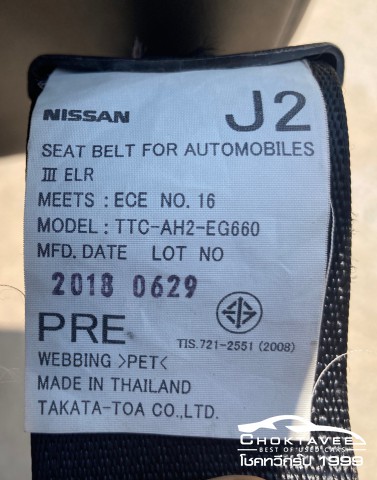 NISSAN J2
SEAT BELT FOR AUTOMOBILES
III ELR
MEETS : ECE NO. 16
MODEL : TTC-AH2-EG660
MFD. DATE LOT NO
2018 0629
PRE
TIS.721-2551 (2008)
WEBBING >PET<
MADE IN THAILAND
TAKATA-TOA CO.,LTD.
CHOKTAVEE
BEST OF USED CARS
โชคทวีกรุ๊ป 1999